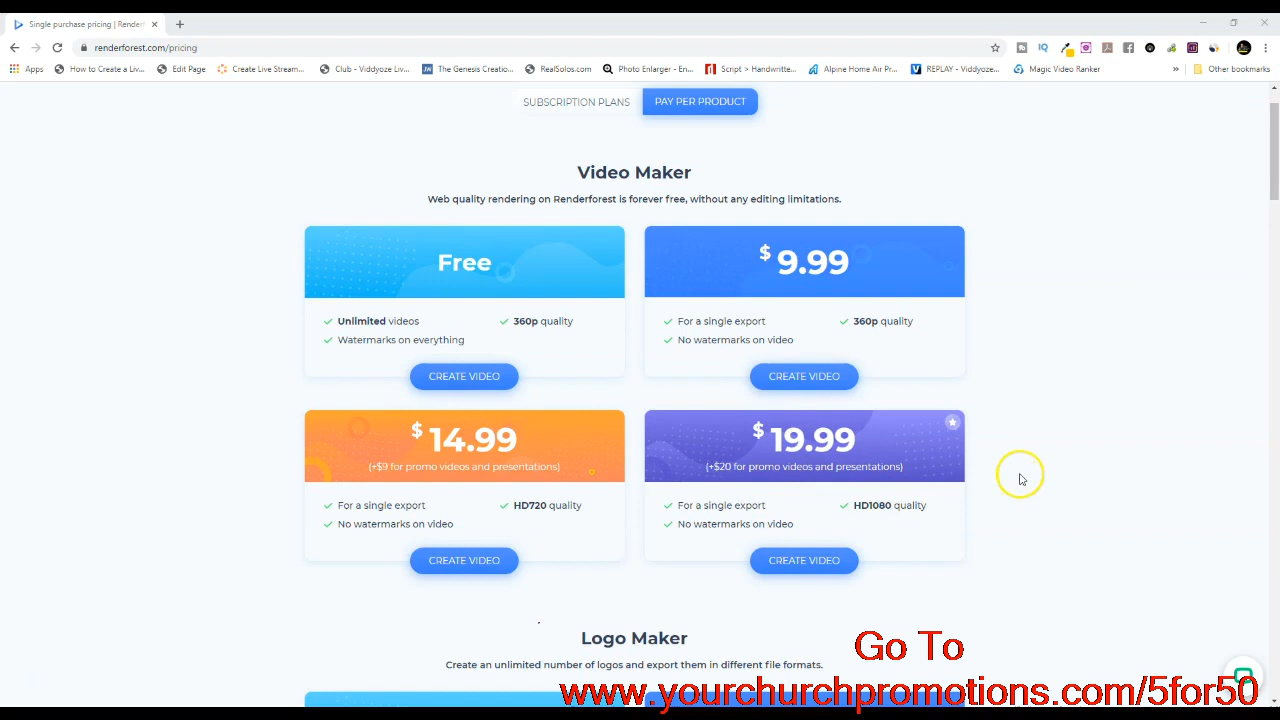 Single purchase pricing | Renderf
renderforest.com/pricing
Apps How to Create a Liv... Edit Page Create Live Stream... Club - Viddyoze Liv... The Genesis Creatio... RealSolos.com Photo Enlarger - En... Script > Handwritte... Alpine Home Air Pr... REPLAY - Viddyoze... Magic Video Ranker » Other bookmarks
SUBSCRIPTION PLANS PAY PER PRODUCT
Video Maker
Web quality rendering on Renderforest is forever free, without any editing limitations.
Free
Unlimited videos 360p quality
Watermarks on everything
CREATE VIDEO
$ 9.99
For a single export 360p quality
No watermarks on video
CREATE VIDEO
$ 14.99
(+$9 for promo videos and presentations)
For a single export HD720 quality
No watermarks on video
CREATE VIDEO
$ 19.99
(+$20 for promo videos and presentations)
For a single export HD1080 quality
No watermarks on video
CREATE VIDEO
Logo Maker
Create an unlimited number of logos and export them in different file formats.
Go To
www.yourchurchpromotions.com/5for50